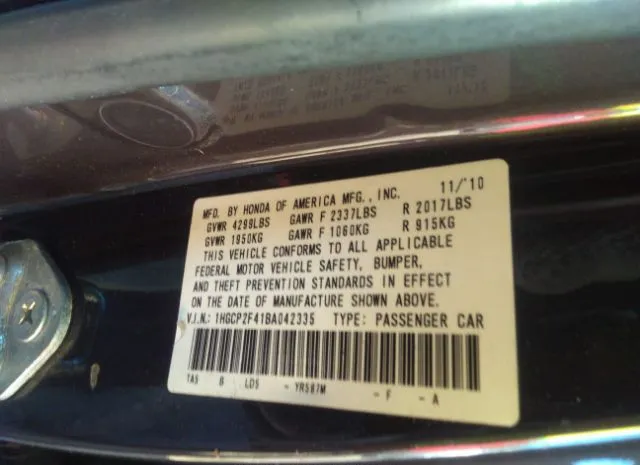 MFD. BY HONDA OF AMERICA MFG., INC. 11/'10
GVWR 4299LBS GAWR F 2337LBS R 2017LBS
GVWR 1950KG GAWR F 1060KG R 915KG
THIS VEHICLE CONFORMS TO ALL APPLICABLE
FEDERAL MOTOR VEHICLE SAFETY, BUMPER,
AND THEFT PREVENTION STANDARDS IN EFFECT
ON THE DATE OF MANUFACTURE SHOWN ABOVE.
V.I.N.: 1HGCP2F41BA042335 TYPE: PASSENGER CAR
TA5 B LD5 - YR587M - F - A